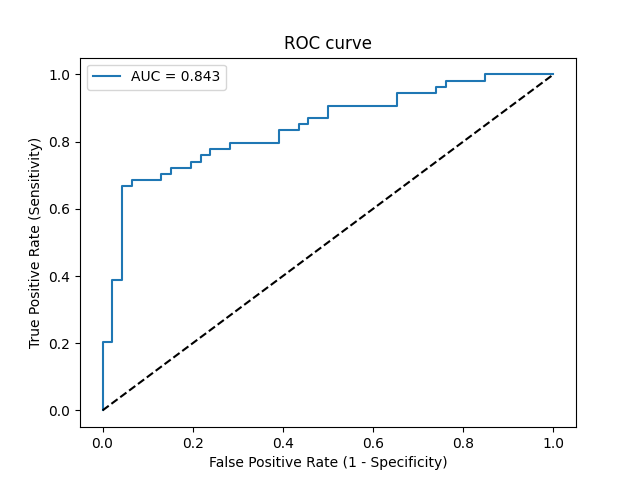 ROC curve
AUC = 0.843
True Positive Rate (Sensitivity)
1.0
0.8
0.6
0.4
0.2
0.0
0.0 0.2 0.4 0.6 0.8 1.0
False Positive Rate (1 - Specificity)